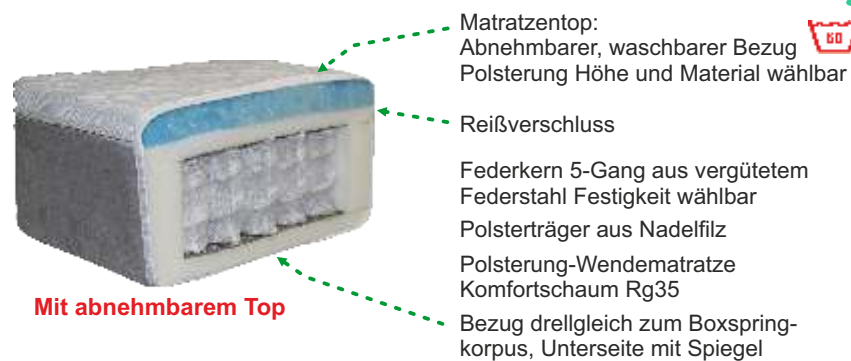 Matratzentop:
Abnehmbarer, waschbarer Bezug
60
Polsterung Höhe und Material wählbar
Reißverschluss
Federkern 5-Gang aus vergütetem
Federstahl Festigkeit wählbar
Polsterträger aus Nadelfilz
Polsterung-Wendematratze
Komfortschaum Rg35
Bezug drellgleich zum Boxspring-
korpus, Unterseite mit Spiegel
Mit abnehmbarem Top